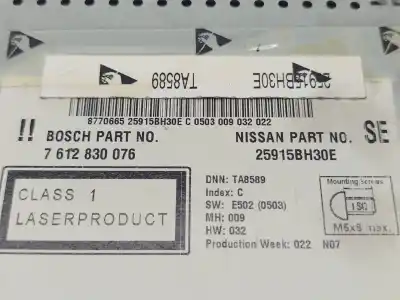 TA8589
25915BH30E
8770665 25915BH30E C 0503 009 032 022
!! BOSCH PART NO.
7 612 830 076
NISSAN PART NO.
25915BH30E
SE
CLASS 1
LASERPRODUCT
DNN: TA8589
Index: C
SW: E502 (0503)
MH: 009
HW: 032
Production Week: 022 N07
Mounting Screws
ISO
M5x8 max.